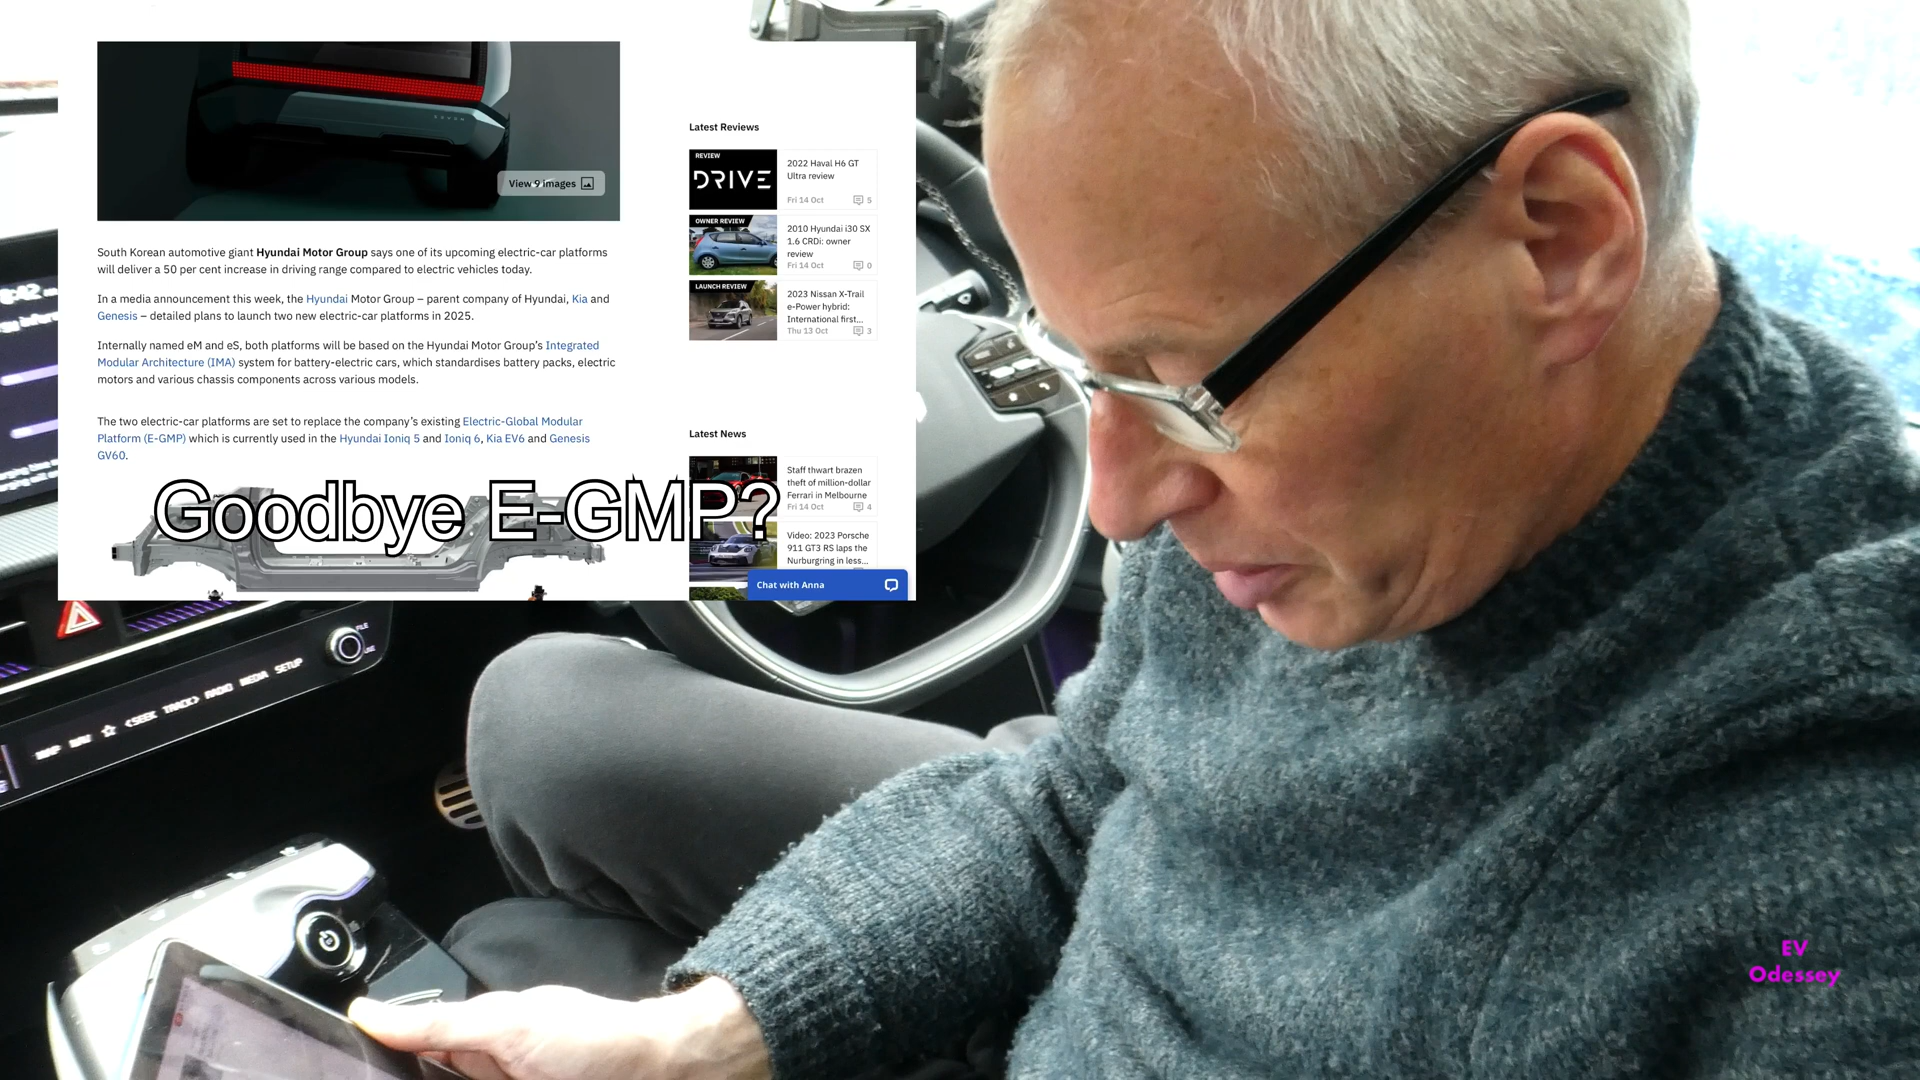 SEVEN
View 9 images
South Korean automotive giant Hyundai Motor Group says one of its upcoming electric-car platforms
will deliver a 50 per cent increase in driving range compared to electric vehicles today.
In a media announcement this week, the Hyundai Motor Group – parent company of Hyundai, Kia and
Genesis – detailed plans to launch two new electric-car platforms in 2025.
Internally named eM and eS, both platforms will be based on the Hyundai Motor Group's Integrated
Modular Architecture (IMA) system for battery-electric cars, which standardises battery packs, electric
motors and various chassis components across various models.
The two electric-car platforms are set to replace the company's existing Electric-Global Modular
Platform (E-GMP) which is currently used in the Hyundai Ioniq 5 and Ioniq 6, Kia EV6 and Genesis
GV60.
Goodbye E-GMP?
Latest Reviews
REVIEW
DRIVE
2022 Haval H6 GT
Ultra review
Fri 14 Oct 5
OWNER REVIEW
2010 Hyundai i30 SX
1.6 CRDi: owner
review
Fri 14 Oct 0
LAUNCH REVIEW
2023 Nissan X-Trail
e-Power hybrid:
International first...
Thu 13 Oct 3
Latest News
Staff thwart brazen
theft of million-dollar
Ferrari in Melbourne
Fri 14 Oct 4
Video: 2023 Porsche
911 GT3 RS laps the
Nurburgring in less...
Chat with Anna
FILE
MAP NAV ☆ <SEEK TRACK> RADIO MEDIA SETUP
EV
Odessey